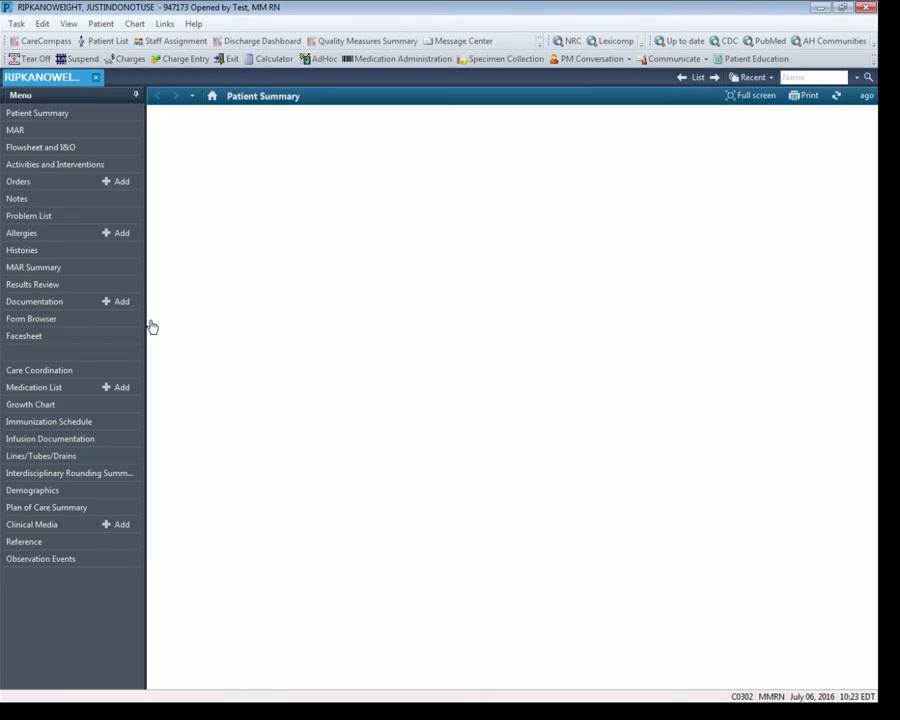 RIPKANOWEIGHT, JUSTINDONOTUSE - 947173 Opened by Test, MM RN
Task Edit View Patient Chart Links Help
CareCompass Patient List Staff Assignment Discharge Dashboard Quality Measures Summary Message Center NRC Lexicomp Up to date CDC PubMed AH Communities
Tear Off Suspend Charges Charge Entry Exit Calculator AdHoc Medication Administration Specimen Collection PM Conversation Communicate Patient Education
RIPKANOWEI... List Recent Name
Menu Patient Summary Full screen Print ago
Patient Summary
MAR
Flowsheet and I&O
Activities and Interventions
Orders Add
Notes
Problem List
Allergies Add
Histories
MAR Summary
Results Review
Documentation Add
Form Browser
Facesheet
Care Coordination
Medication List Add
Growth Chart
Immunization Schedule
Infusion Documentation
Lines/Tubes/Drains
Interdisciplinary Rounding Summ...
Demographics
Plan of Care Summary
Clinical Media Add
Reference
Observation Events
C0302 MMRN July 06, 2016 10:23 EDT